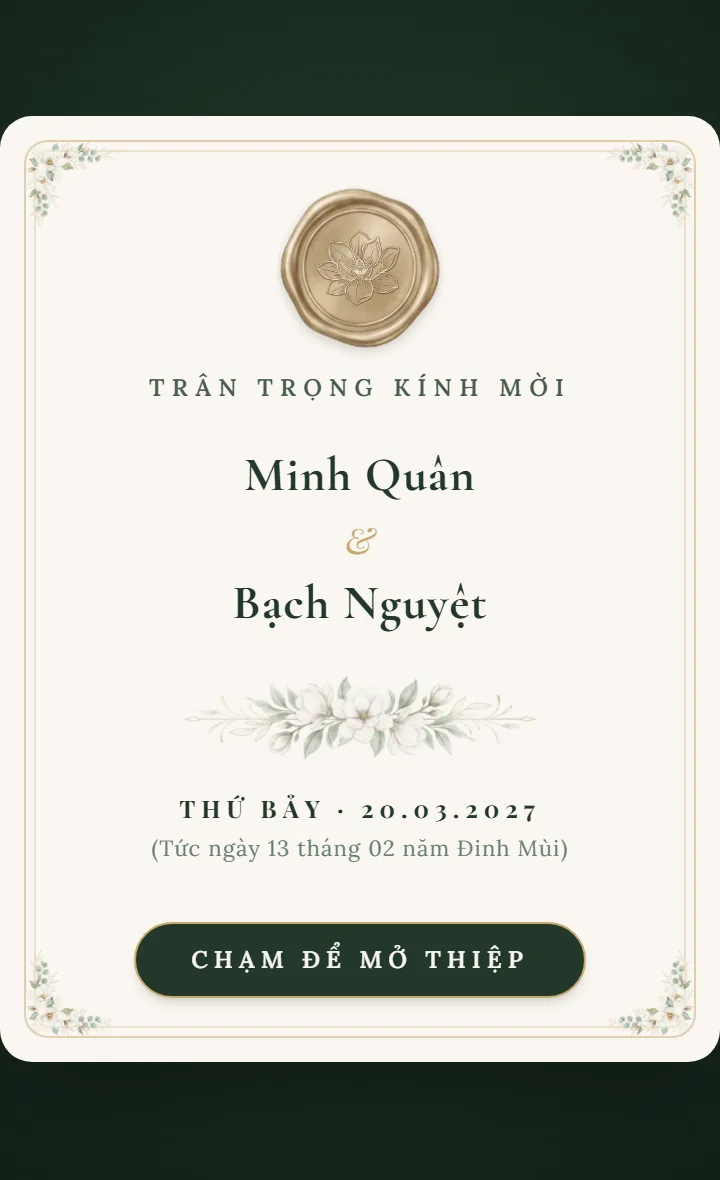 TRÂN TRỌNG KÍNH MỜI
Minh Quân
&
Bạch Nguyệt
THỨ BẢY · 20.03.2027
(Tức ngày 13 tháng 02 năm Đinh Mùi)
CHẠM ĐỂ MỞ THIỆP